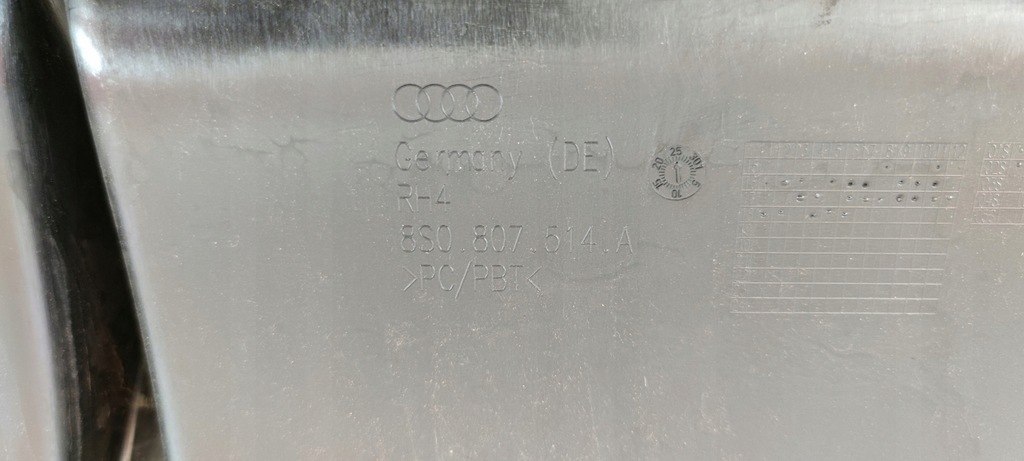 Germany (DE)
RH4
8S0.807.514.A
>PC/PBT<